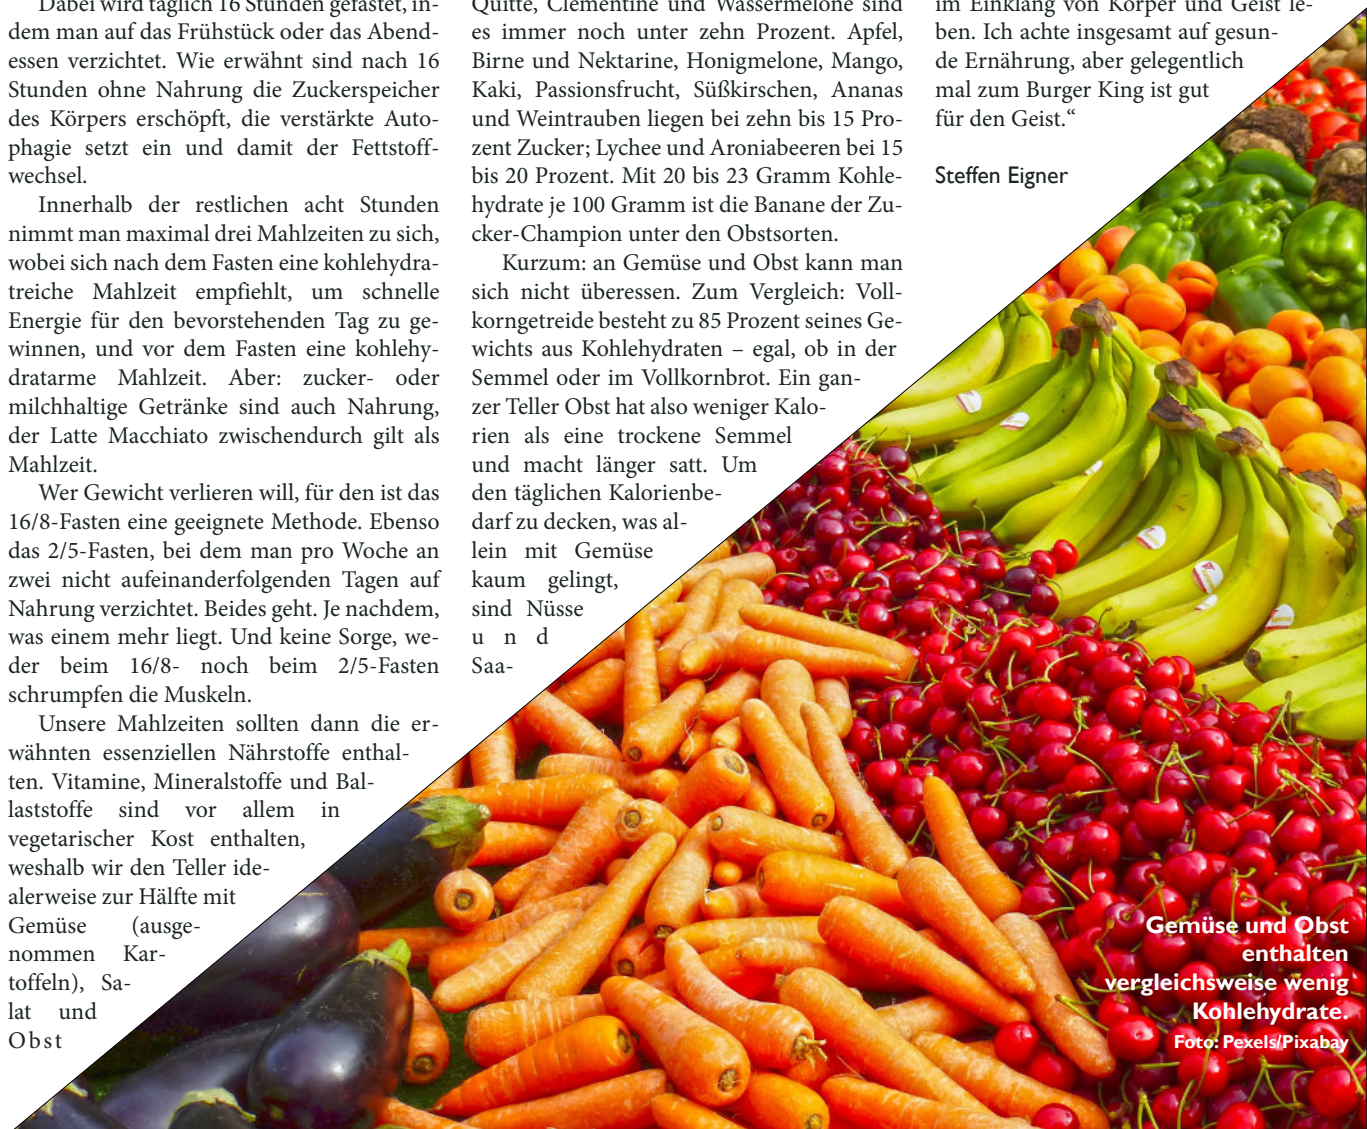 Dabei wird täglich 16 Stunden gefastet, in-
dem man auf das Frühstück oder das Abend-
essen verzichtet. Wie erwähnt sind nach 16
Stunden ohne Nahrung die Zuckerspeicher
des Körpers erschöpft, die verstärkte Auto-
phagie setzt ein und damit der Fettstoff-
wechsel.
Innerhalb der restlichen acht Stunden
nimmt man maximal drei Mahlzeiten zu sich,
wobei sich nach dem Fasten eine kohlehydra-
treiche Mahlzeit empfiehlt, um schnelle
Energie für den bevorstehenden Tag zu ge-
winnen, und vor dem Fasten eine kohlehy-
dratarme Mahlzeit. Aber: zucker- oder
milchhaltige Getränke sind auch Nahrung,
der Latte Macchiato zwischendurch gilt als
Mahlzeit.
Wer Gewicht verlieren will, für den ist das
16/8-Fasten eine geeignete Methode. Ebenso
das 2/5-Fasten, bei dem man pro Woche an
zwei nicht aufeinanderfolgenden Tagen auf
Nahrung verzichtet. Beides geht. Je nachdem,
was einem mehr liegt. Und keine Sorge, we-
der beim 16/8- noch beim 2/5-Fasten
schrumpfen die Muskeln.
Unsere Mahlzeiten sollten dann die er-
wähnten essenziellen Nährstoffe enthal-
ten. Vitamine, Mineralstoffe und Bal-
laststoffe sind vor allem in
vegetarischer Kost enthalten,
weshalb wir den Teller ide-
alerweise zur Hälfte mit
Gemüse (ausge-
nommen Kar-
toffeln), Sa-
lat und
Obst
Quitte, Clementine und Wassermelone sind
es immer noch unter zehn Prozent. Apfel,
Birne und Nektarine, Honigmelone, Mango,
Kaki, Passionsfrucht, Süßkirschen, Ananas
und Weintrauben liegen bei zehn bis 15 Pro-
zent Zucker; Lychee und Aroniabeeren bei 15
bis 20 Prozent. Mit 20 bis 23 Gramm Kohle-
hydrate je 100 Gramm ist die Banane der Zu-
cker-Champion unter den Obstsorten.
Kurzum: an Gemüse und Obst kann man
sich nicht überessen. Zum Vergleich: Voll-
korngetreide besteht zu 85 Prozent seines Ge-
wichts aus Kohlehydraten – egal, ob in der
Semmel oder im Vollkornbrot. Ein gan-
zer Teller Obst hat also weniger Kalo-
rien als eine trockene Semmel
und macht länger satt. Um
den täglichen Kalorienbe-
darf zu decken, was al-
lein mit Gemüse
kaum gelingt,
sind Nüsse
und
Saa-
im Einklang von Körper und Geist le-
ben. Ich achte insgesamt auf gesun-
de Ernährung, aber gelegentlich
mal zum Burger King ist gut
für den Geist.“
Steffen Eigner
Gemüse und Obst
enthalten
vergleichsweise wenig
Kohlehydrate.
Foto: Pexels/Pixabay